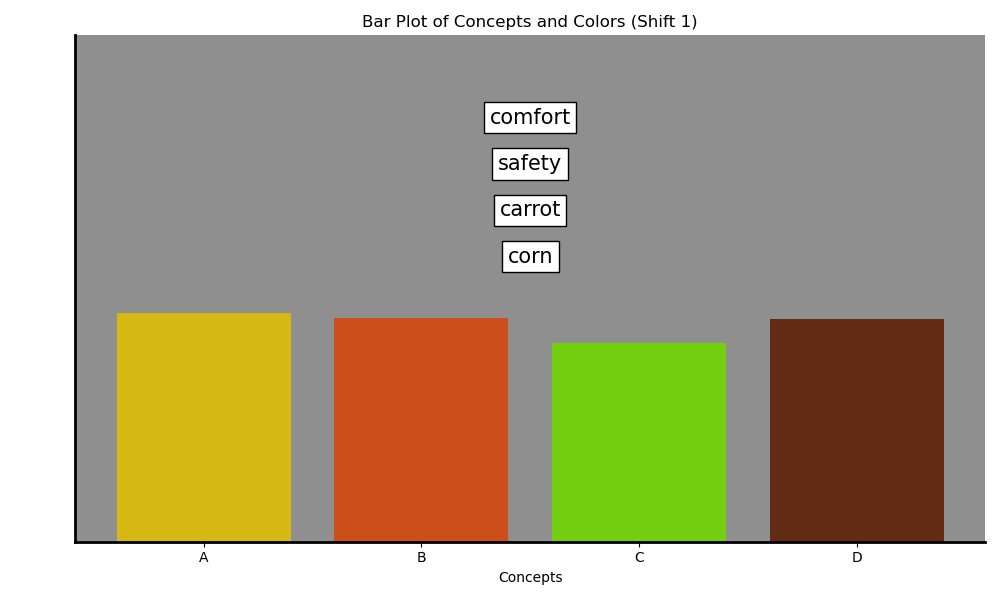 Bar Plot of Concepts and Colors (Shift 1)
comfort
safety
carrot
corn
A B C D
Concepts